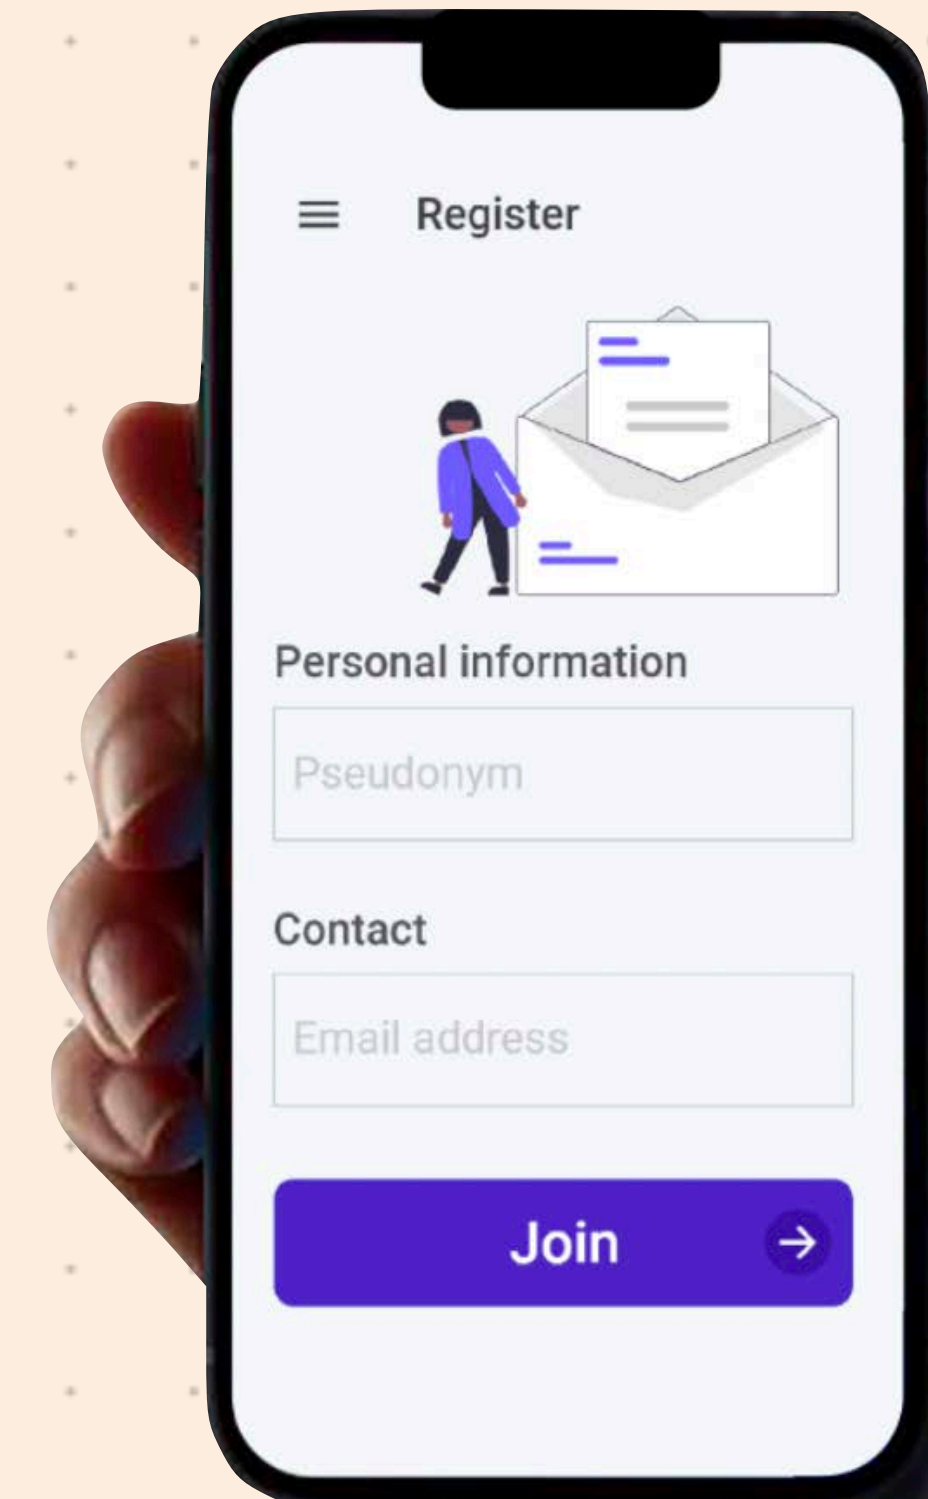 Register
Personal information
Pseudonym
Contact
Email address
Join